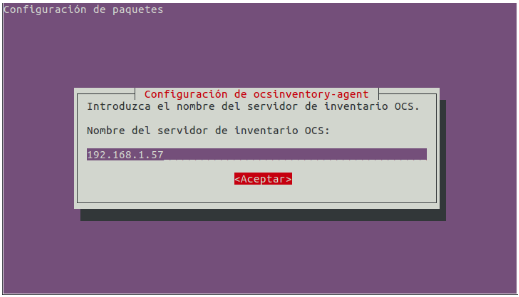 Configuración de paquetes
Configuración de ocsinventory-agent
Introduzca el nombre del servidor de inventario OCS.
Nombre del servidor de inventario OCS:
192.168.1.57
<Aceptar>